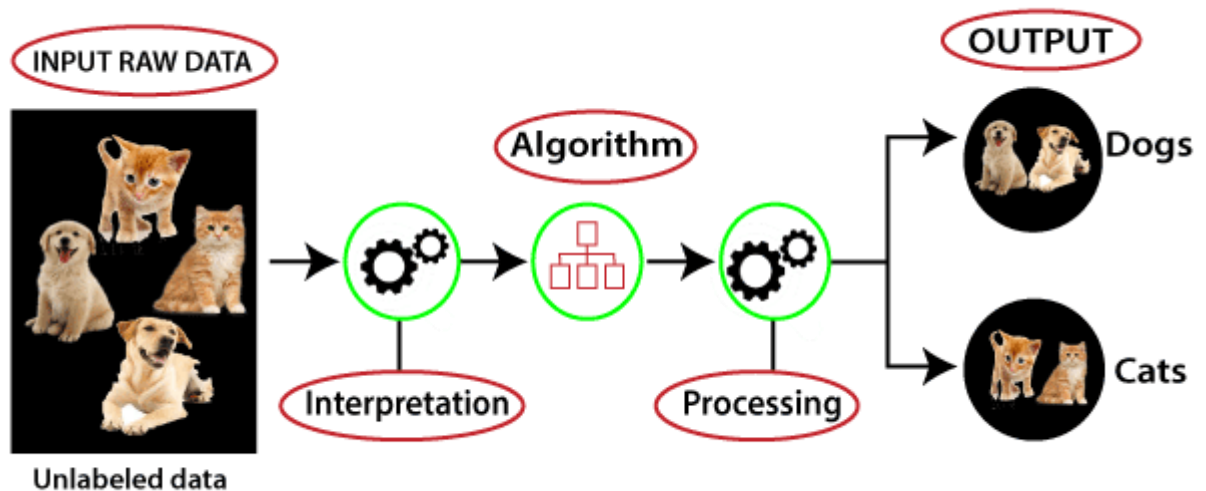 INPUT RAW DATA
Unlabeled data
Interpretation
Algorithm
Processing
OUTPUT
Dogs
Cats